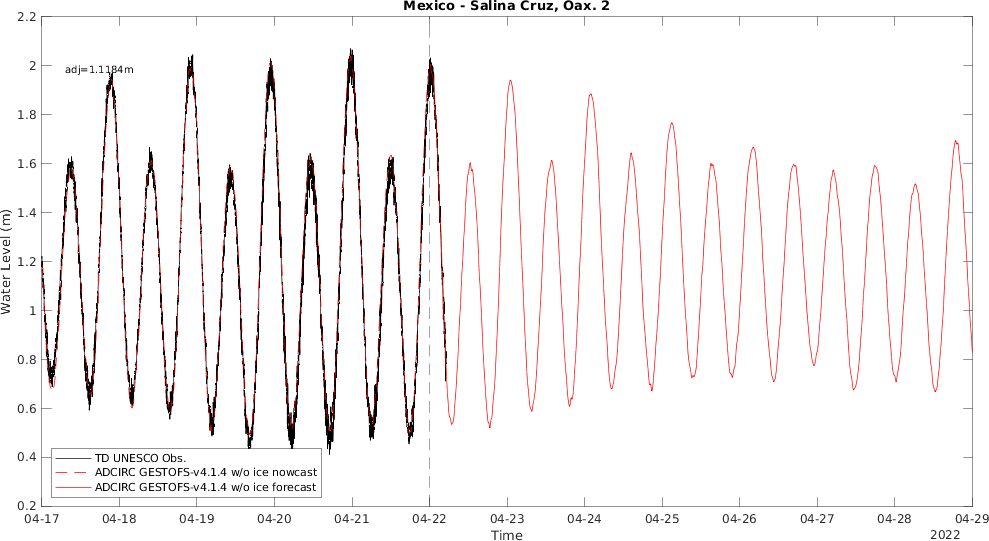 Mexico - Salina Cruz, Oax. 2
2.2
2
1.8
1.6
1.4
1.2
1
0.8
0.6
0.4
0.2
Water Level (m)
adj=1.1184m
TD UNESCO Obs.
ADCIRC GESTOFS-v4.1.4 w/o ice nowcast
ADCIRC GESTOFS-v4.1.4 w/o ice forecast
04-17 04-18 04-19 04-20 04-21 04-22 04-23 04-24 04-25 04-26 04-27 04-28 04-29
Time
2022